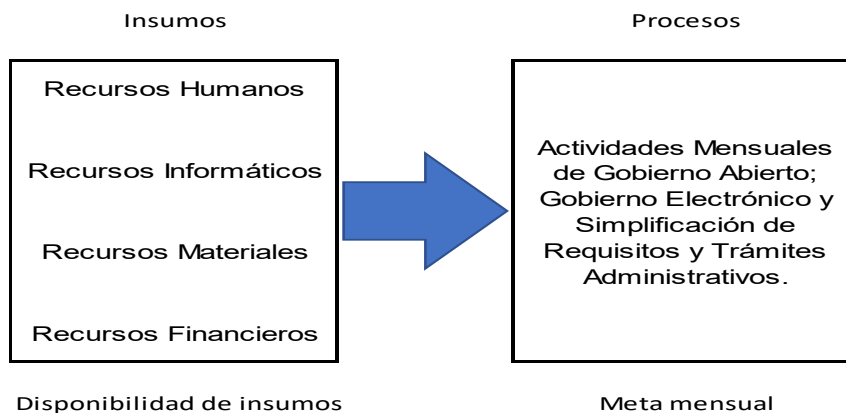 Insumos
Recursos Humanos
Recursos Informáticos
Recursos Materiales
Recursos Financieros
Disponibilidad de insumos
Procesos
Actividades Mensuales
de Gobierno Abierto;
Gobierno Electrónico y
Simplificación de
Requisitos y Trámites
Administrativos.
Meta mensual